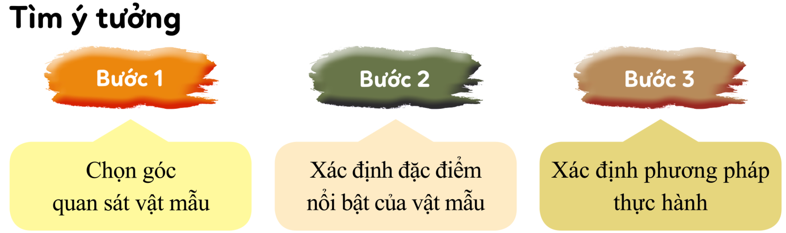 Tìm ý tưởng
Bước 1
Chọn góc
quan sát vật mẫu
Bước 2
Xác định đặc điểm
nổi bật của vật mẫu
Bước 3
Xác định phương pháp
thực hành